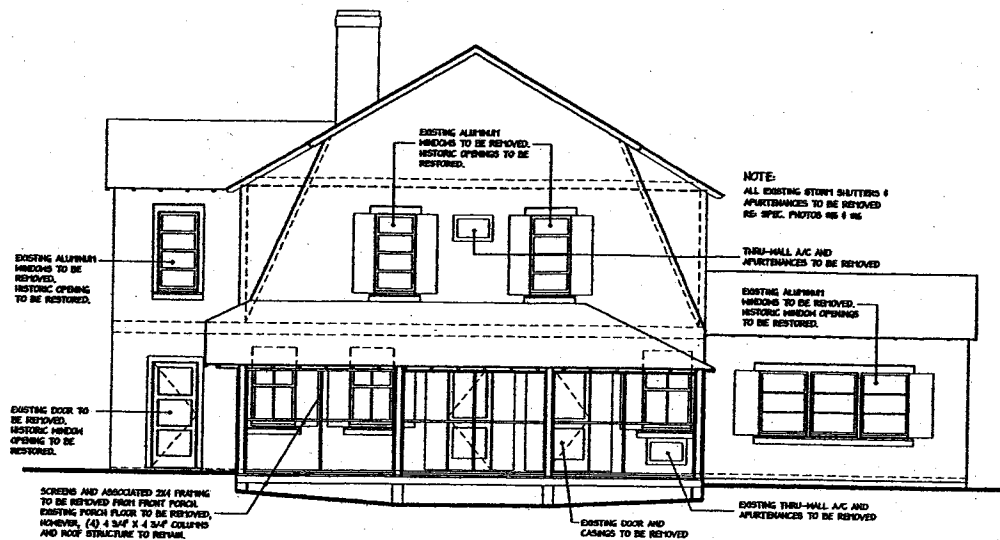 EXISTING ALUMINUM
WINDOWS TO BE REMOVED.
HISTORIC OPENINGS TO BE
RESTORED.
NOTE:
ALL EXISTING STORM SHUTTERS &
APURTENANCES TO BE REMOVED
RE: SPEC. PHOTOS
THRU-WALL A/C AND
APURTENANCES TO BE REMOVED
EXISTING ALUMINUM
WINDOWS TO BE
REMOVED.
HISTORIC OPENING
TO BE RESTORED.
EXISTING ALUMINUM
WINDOWS TO BE REMOVED.
HISTORIC WINDOW OPENINGS
TO BE RESTORED.
EXISTING DOOR TO
BE REMOVED.
HISTORIC WINDOW
OPENING TO BE
RESTORED.
SCREENS AND ASSOCIATED 2X4 FRAMING
TO BE REMOVED FROM FRONT PORCH.
EXISTING PORCH FLOOR TO BE REMOVED,
HOWEVER, (4) 4 3/4" X 4 3/4" COLUMNS
AND ROOF STRUCTURE TO REMAIN.
EXISTING DOOR AND
CASINGS TO BE REMOVED
EXISTING THRU-WALL A/C AND
APURTENANCES TO BE REMOVED